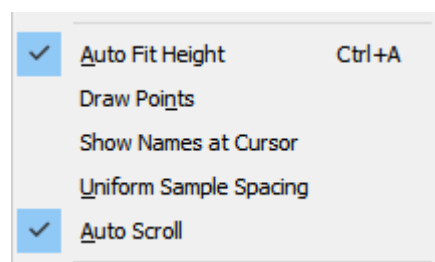 Auto Fit Height Ctrl+A
Draw Points
Show Names at Cursor
Uniform Sample Spacing
Auto Scroll